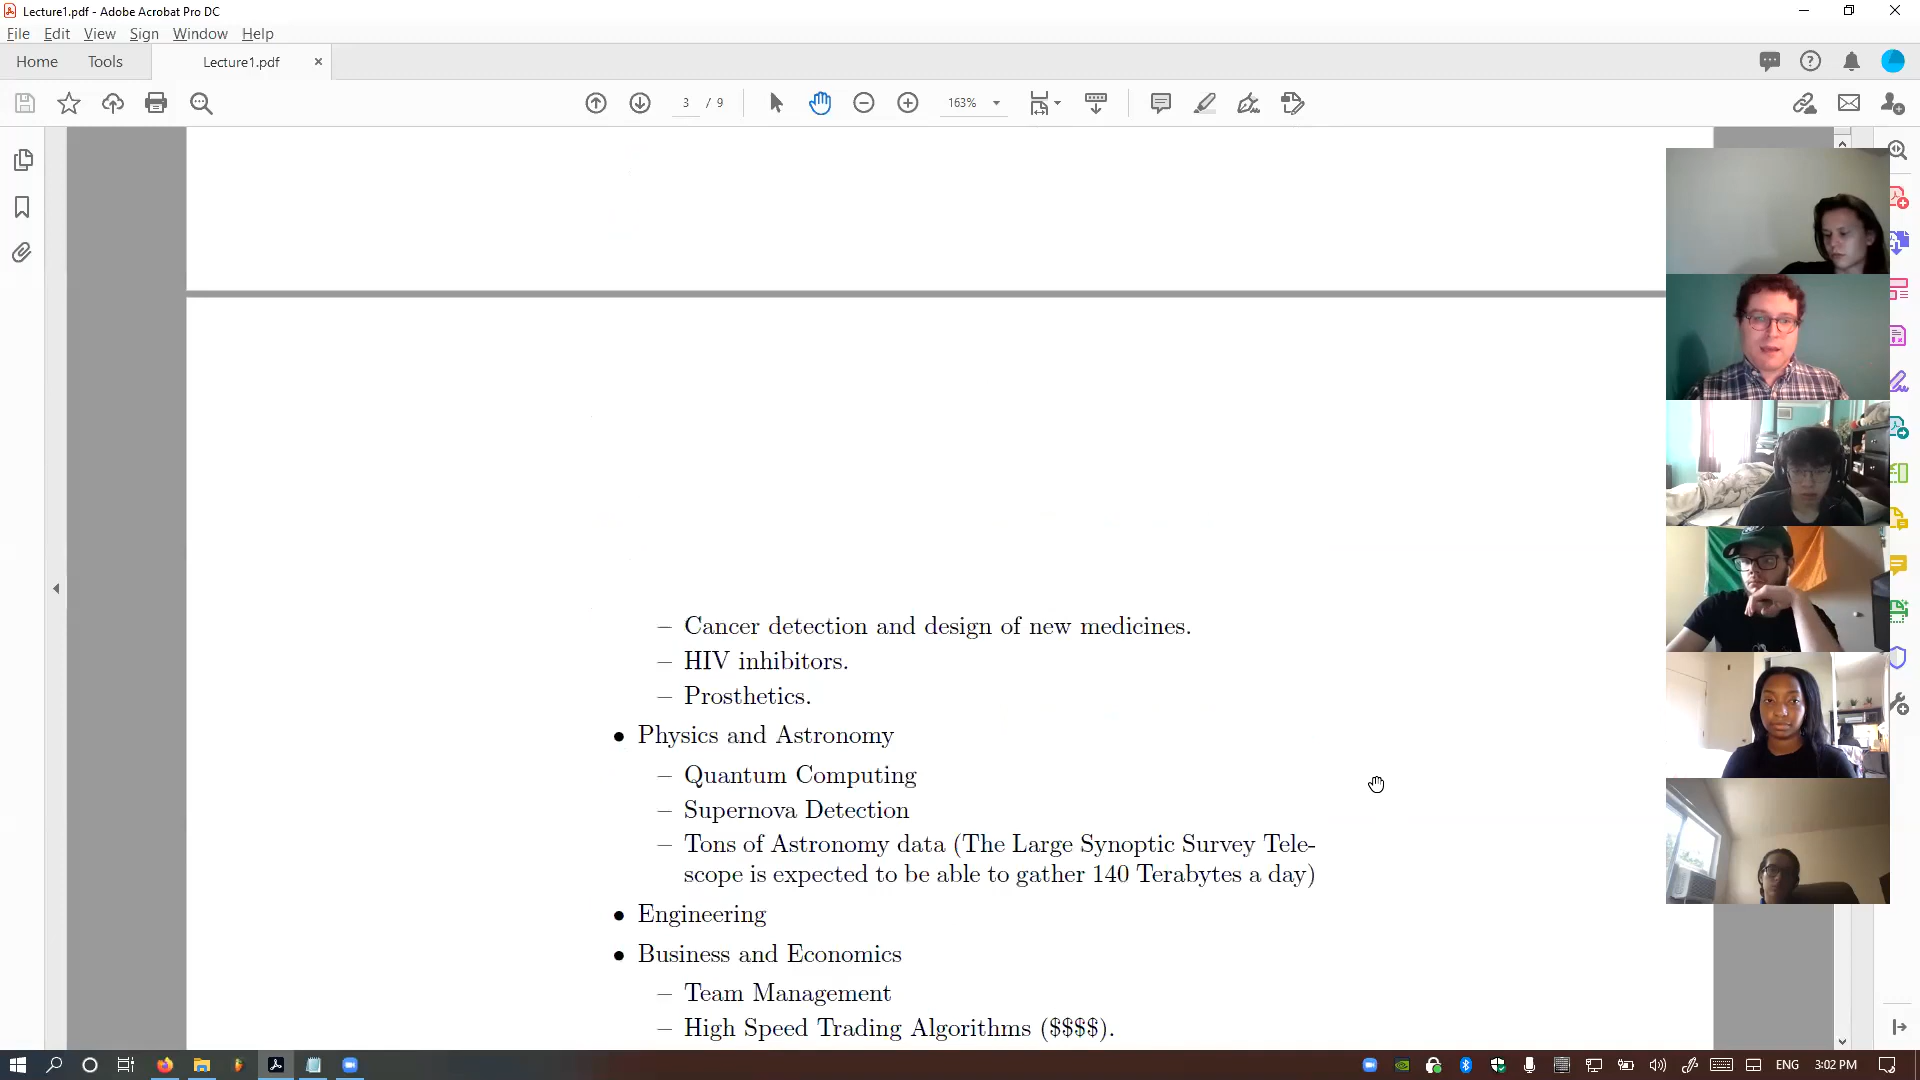 Lecture1.pdf - Adobe Acrobat Pro DC
File Edit View Sign Window Help
Home Tools Lecture1.pdf ×
3 / 9 163%
– Cancer detection and design of new medicines.
– HIV inhibitors.
– Prosthetics.
• Physics and Astronomy
– Quantum Computing
– Supernova Detection
– Tons of Astronomy data (The Large Synoptic Survey Tele-
scope is expected to be able to gather 140 Terabytes a day)
• Engineering
• Business and Economics
– Team Management
– High Speed Trading Algorithms ($$$$).
ENG 3:02 PM